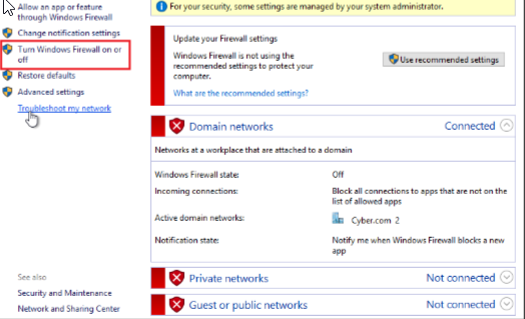 Allow an app or feature
through Windows Firewall
Change notification settings
Turn Windows Firewall on or
off
Restore defaults
Advanced settings
Troubleshoot my network
See also
Security and Maintenance
Network and Sharing Center
For your security, some settings are managed by your system administrator.
Update your Firewall settings
Windows Firewall is not using the
recommended settings to protect your
computer.
What are the recommended settings?
Use recommended settings
Domain networks Connected
Networks at a workplace that are attached to a domain
Windows Firewall state: Off
Incoming connections: Block all connections to apps that are not on the
list of allowed apps
Active domain networks: Cyber.com 2
Notification state: Notify me when Windows Firewall blocks a new
app
Private networks Not connected
Guest or public networks Not connected